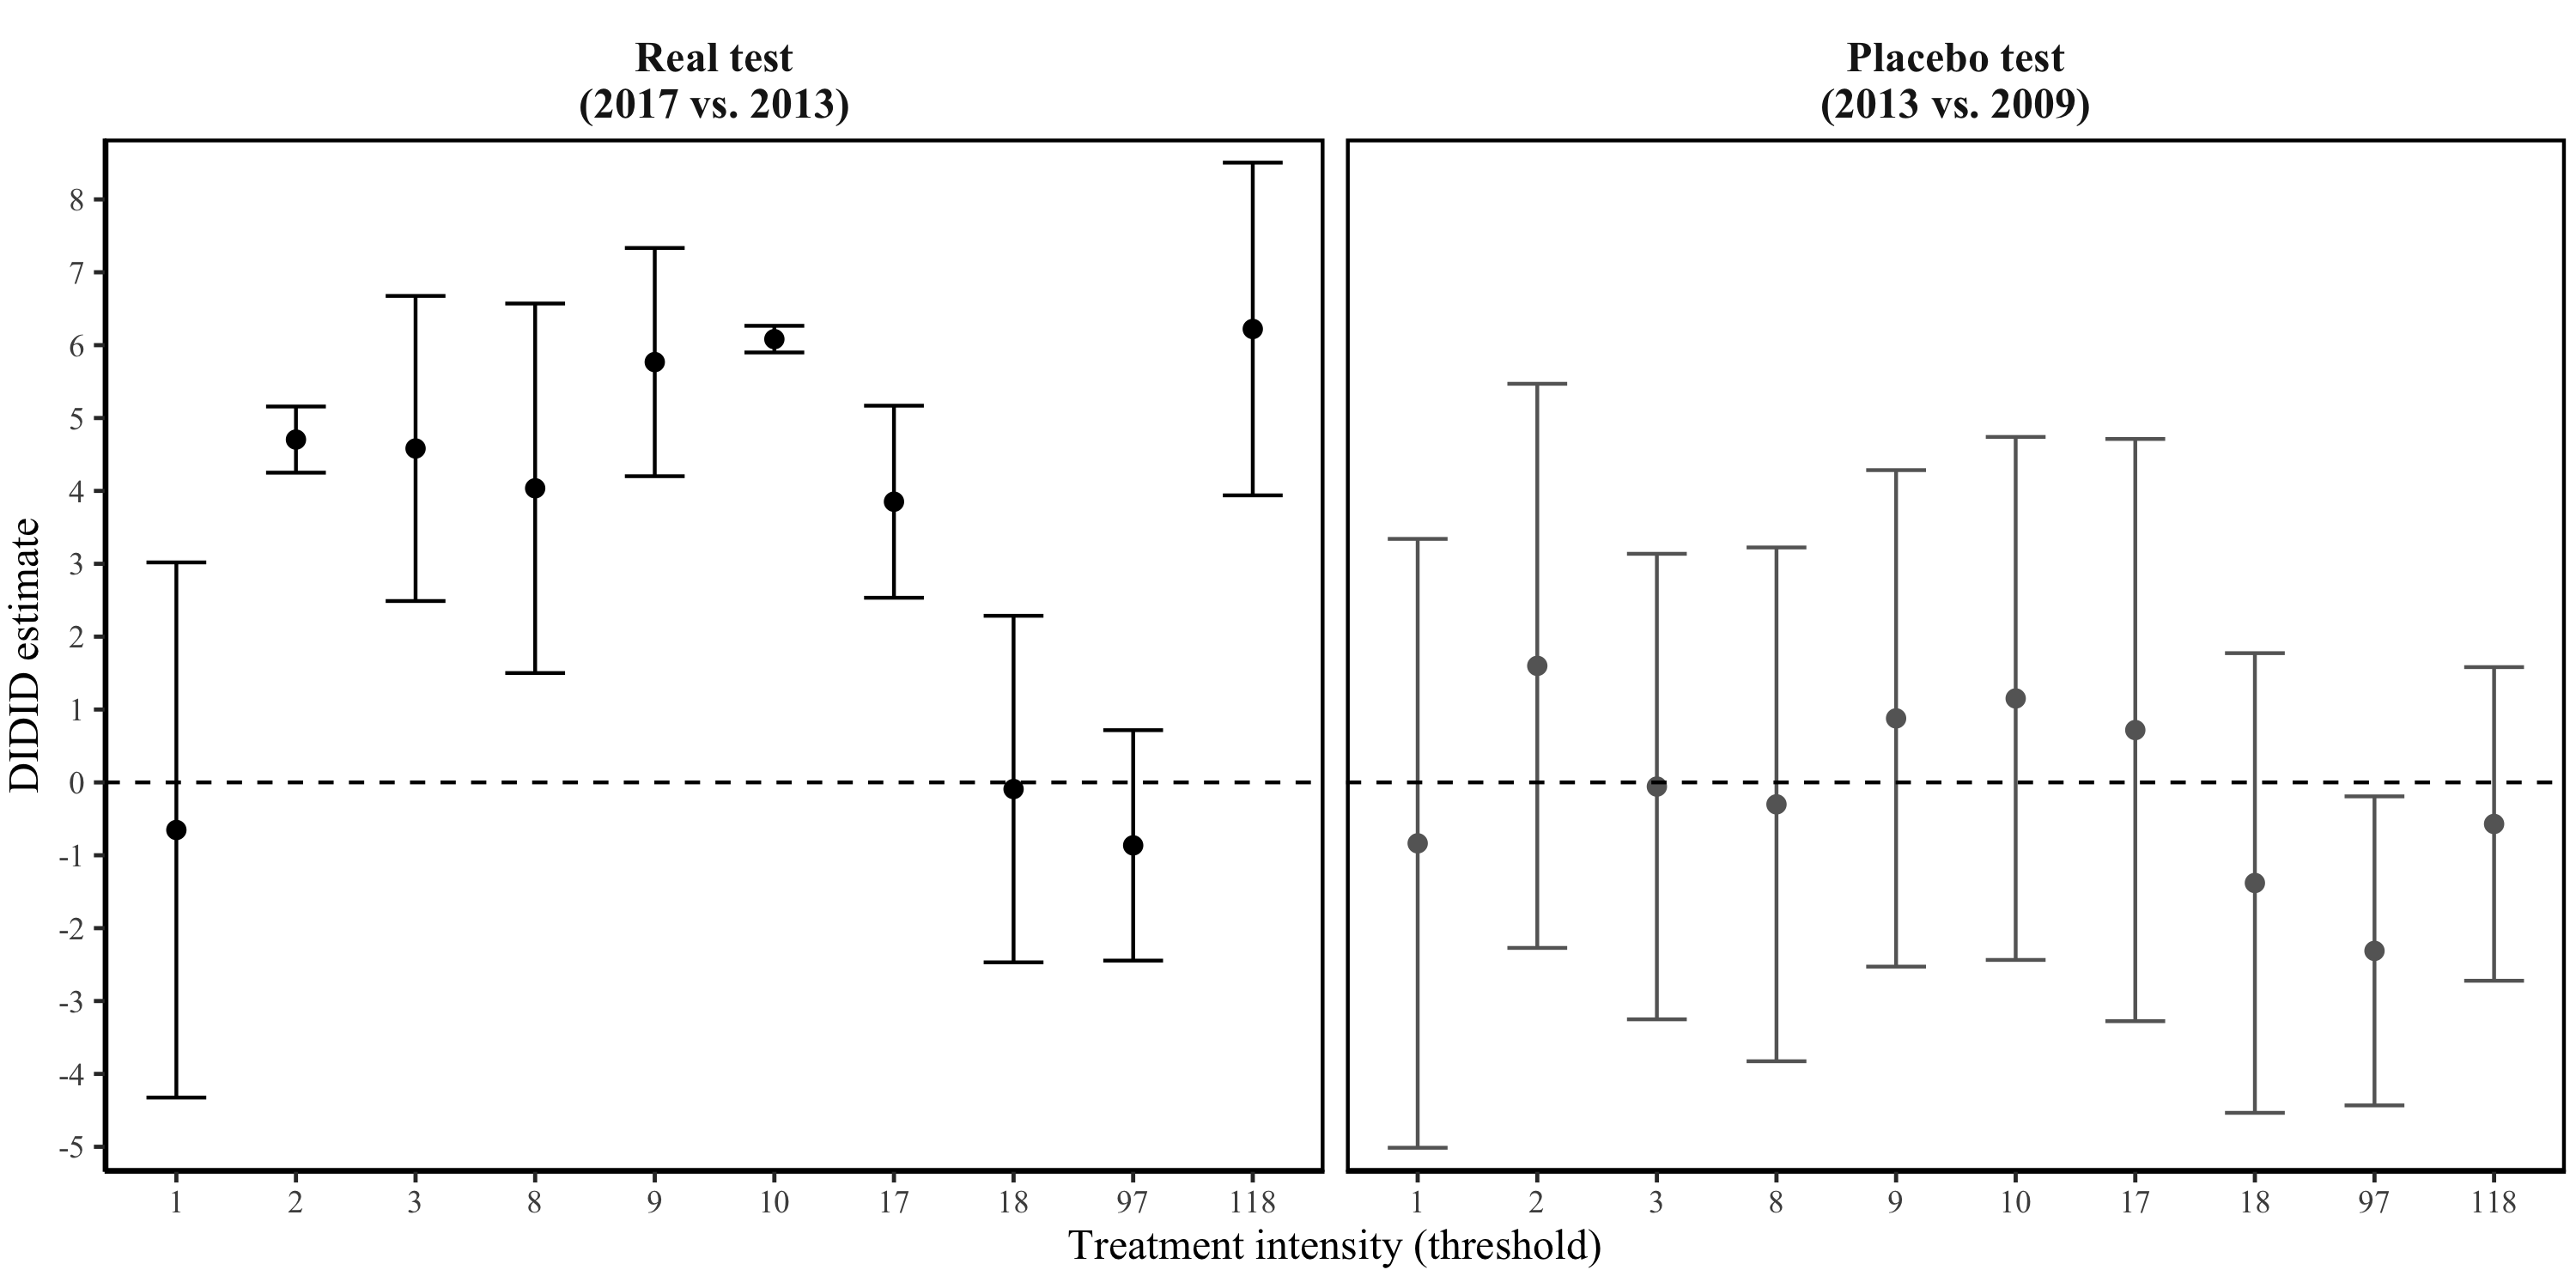 Real test
(2017 vs. 2013)
Placebo test
(2013 vs. 2009)
DIDID estimate
8
7
6
5
4
3
2
1
0
-1
-2
-3
-4
-5
1 2 3 8 9 10 17 18 97 118
1 2 3 8 9 10 17 18 97 118
Treatment intensity (threshold)